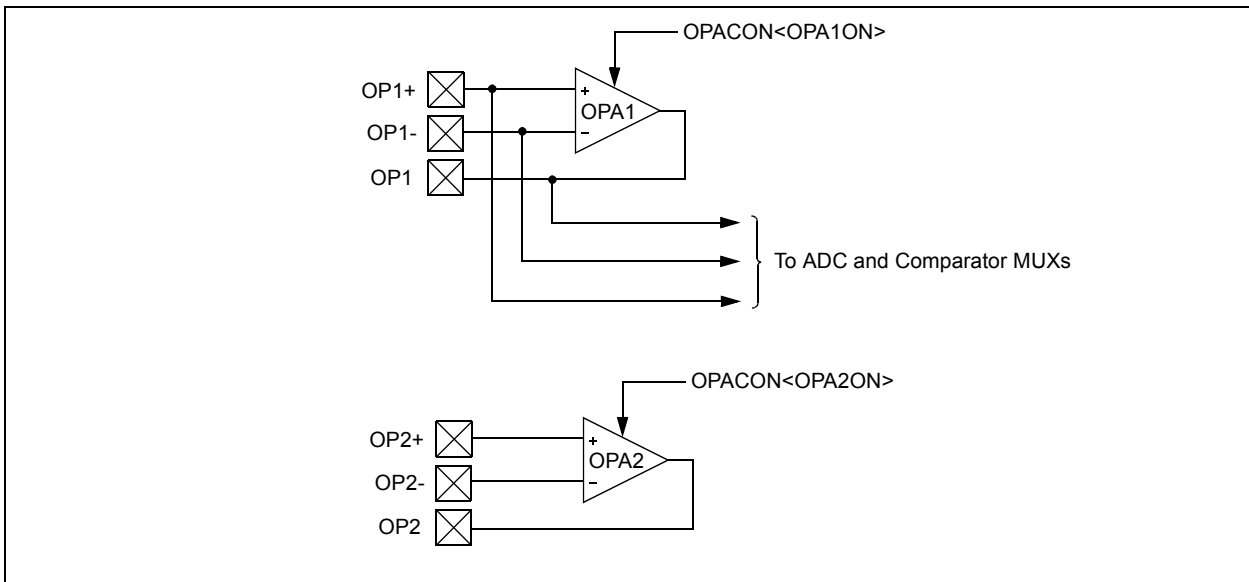 OPACON<OPA1ON>
OP1+
+
OPA1
OP1-
−
OP1
To ADC and Comparator MUXs
OPACON<OPA2ON>
OP2+
+
OPA2
OP2-
−
OP2